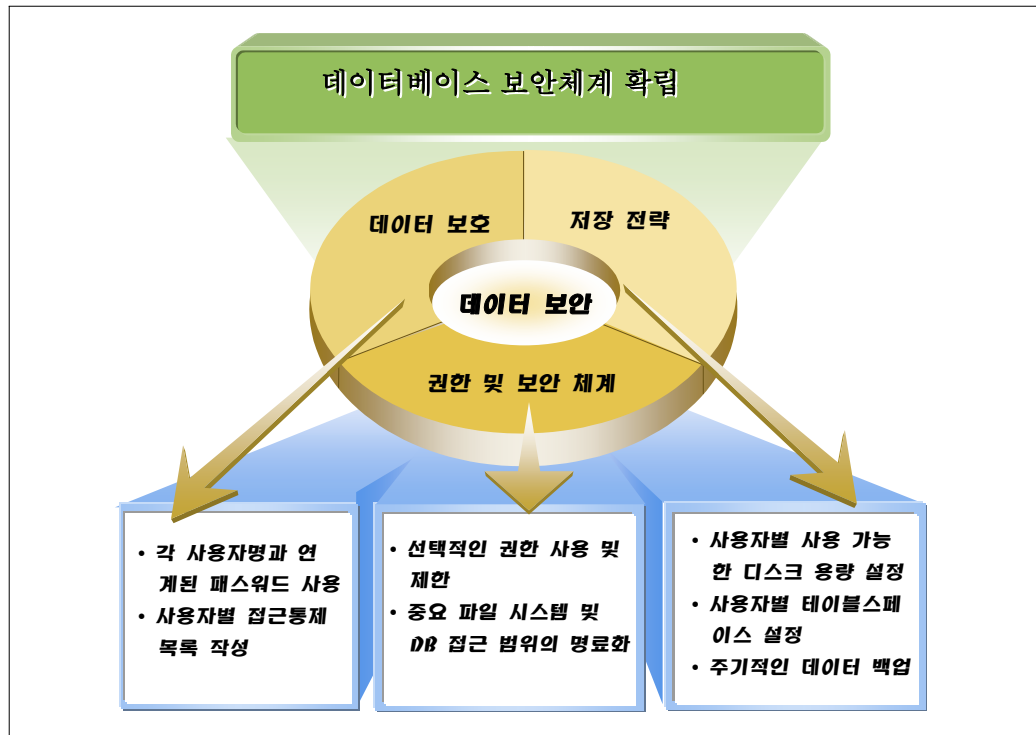 데이터베이스 보안체계 확립
데이터 보호
저장 전략
데이터 보안
권한 및 보안 체계
• 각 사용자명과 연
계된 패스워드 사용
• 사용자별 접근통제
목록 작성
• 선택적인 권한 사용 및
제한
• 중요 파일 시스템 및
DB 접근 범위의 명료화
• 사용자별 사용 가능
한 디스크 용량 설정
• 사용자별 테이블스페
이스 설정
• 주기적인 데이터 백업